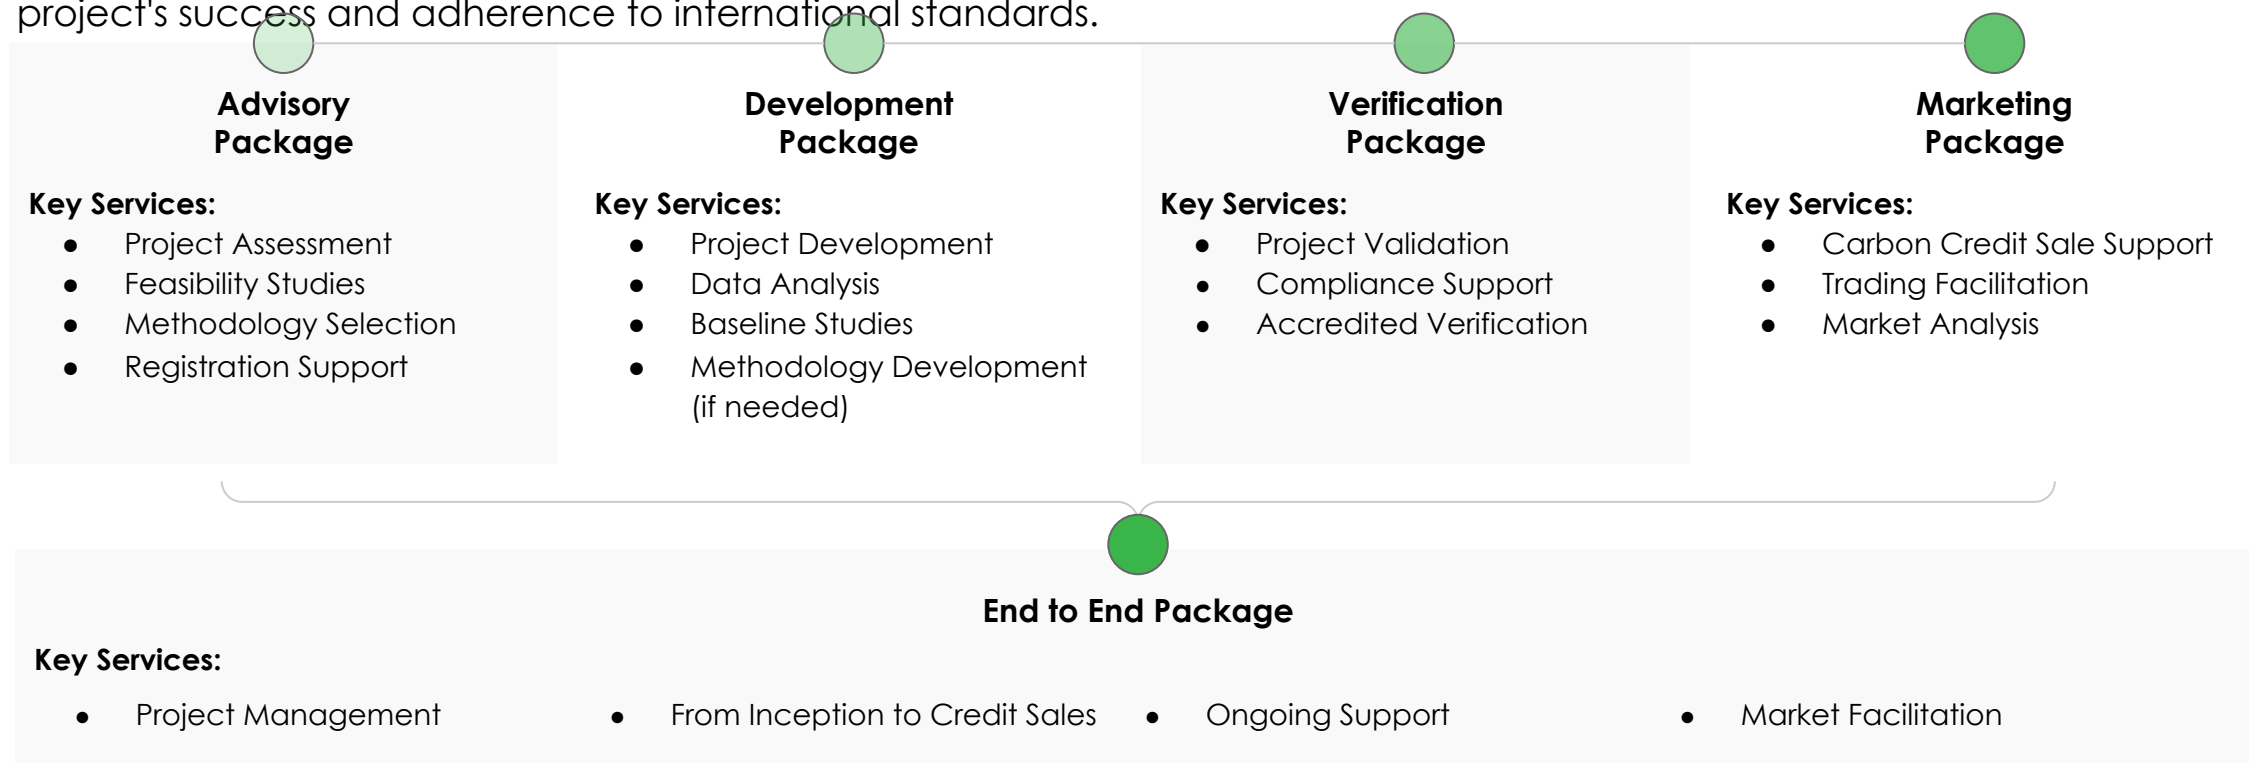 project's success and adherence to international standards.
Advisory
Package
Key Services:
● Project Assessment
● Feasibility Studies
● Methodology Selection
● Registration Support
Development
Package
Key Services:
● Project Development
● Data Analysis
● Baseline Studies
● Methodology Development
(if needed)
Verification
Package
Key Services:
● Project Validation
● Compliance Support
● Accredited Verification
Marketing
Package
Key Services:
● Carbon Credit Sale Support
● Trading Facilitation
● Market Analysis
End to End Package
Key Services:
● Project Management
● From Inception to Credit Sales
● Ongoing Support
● Market Facilitation